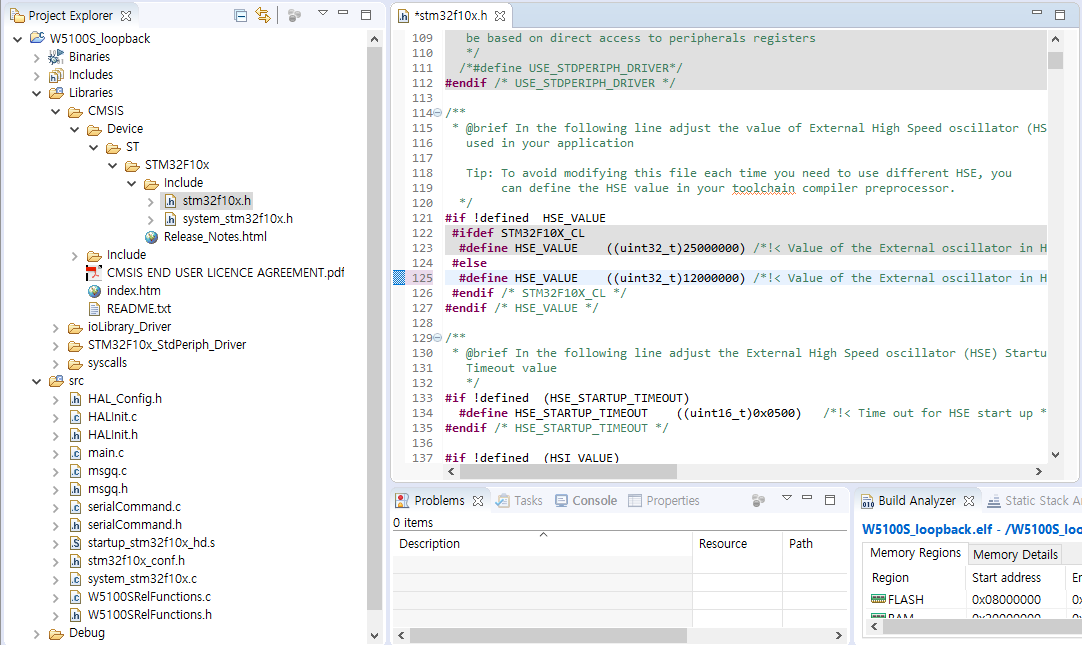 Project Explorer
W5100S_loopback
Binaries
Includes
Libraries
CMSIS
Device
ST
STM32F10x
Include
stm32f10x.h
system_stm32f10x.h
Release_Notes.html
Include
CMSIS END USER LICENCE AGREEMENT.pdf
index.htm
README.txt
ioLibrary_Driver
STM32F10x_StdPeriph_Driver
syscalls
src
HAL_Config.h
HALInit.c
HALInit.h
main.c
msgq.c
msgq.h
serialCommand.c
serialCommand.h
startup_stm32f10x_hd.s
stm32f10x_conf.h
system_stm32f10x.c
W5100SRelFunctions.c
W5100SRelFunctions.h
Debug
*stm32f10x.h
109 be based on direct access to peripherals registers
110 */
111 /*#define USE_STDPERIPH_DRIVER*/
112 #endif /* USE_STDPERIPH_DRIVER */
113
114 /**
115 * @brief In the following line adjust the value of External High Speed oscillator (HS
116 used in your application
117
118 Tip: To avoid modifying this file each time you need to use different HSE, you
119 can define the HSE value in your toolchain compiler preprocessor.
120 */
121 #if !defined HSE_VALUE
122 #ifdef STM32F10X_CL
123 #define HSE_VALUE ((uint32_t)25000000) /*!< Value of the External oscillator in H
124 #else
125 #define HSE_VALUE ((uint32_t)12000000) /*!< Value of the External oscillator in H
126 #endif /* STM32F10X_CL */
127 #endif /* HSE_VALUE */
128
129 /**
130 * @brief In the following line adjust the External High Speed oscillator (HSE) Startu
131 Timeout value
132 */
133 #if !defined (HSE_STARTUP_TIMEOUT)
134 #define HSE_STARTUP_TIMEOUT ((uint16_t)0x0500) /*!< Time out for HSE start up *
135 #endif /* HSE_STARTUP_TIMEOUT */
136
137 #if !defined (HSI_VALUE)
Problems Tasks Console Properties
0 items
Description Resource Path
Build Analyzer Static Stack An
W5100S_loopback.elf - /W5100S_loo
Memory Regions Memory Details
Region Start address En
FLASH 0x08000000 0x
RAM 0x20000000 0x